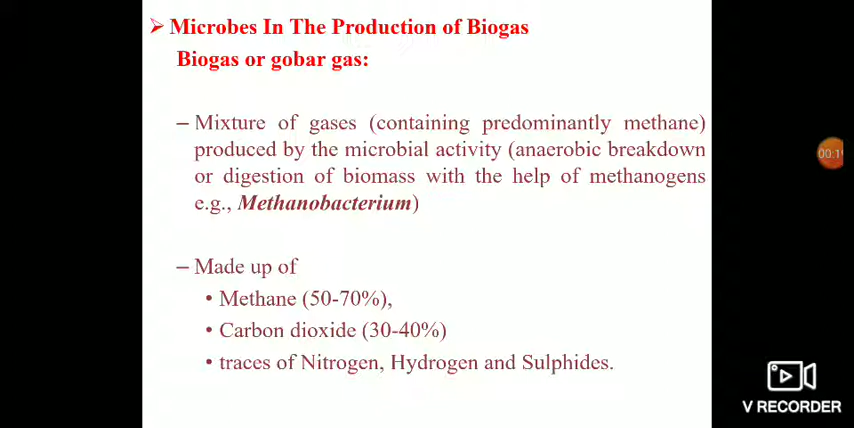 ➢ Microbes In The Production of Biogas
Biogas or gobar gas:
– Mixture of gases (containing predominantly methane)
produced by the microbial activity (anaerobic breakdown
or digestion of biomass with the help of methanogens
e.g., Methanobacterium)
– Made up of
• Methane (50-70%),
• Carbon dioxide (30-40%)
• traces of Nitrogen, Hydrogen and Sulphides.
V RECORDER